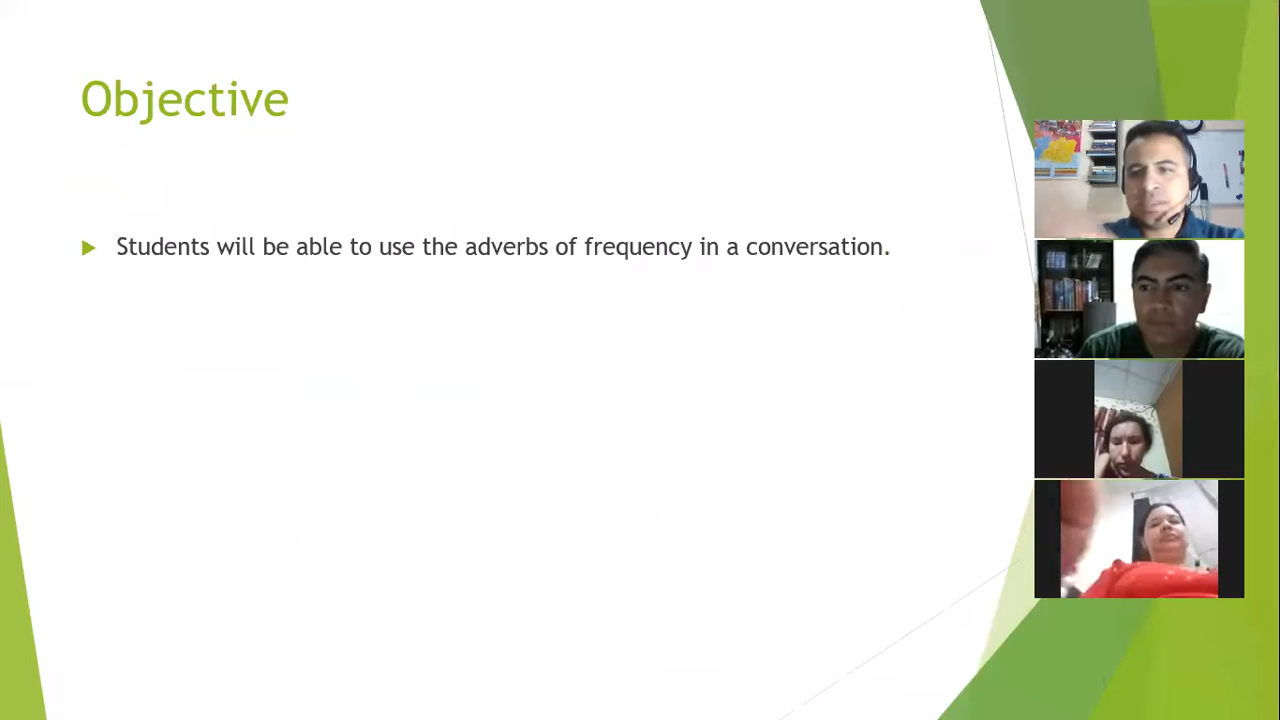 Objective
Students will be able to use the adverbs of frequency in a conversation.